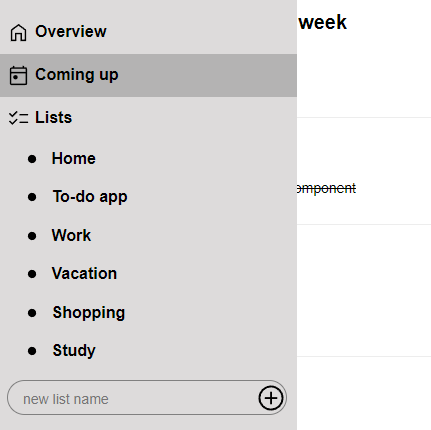 Overview
week
Coming up
Lists
Home
To-do app
omponent
Work
Vacation
Shopping
Study
new list name